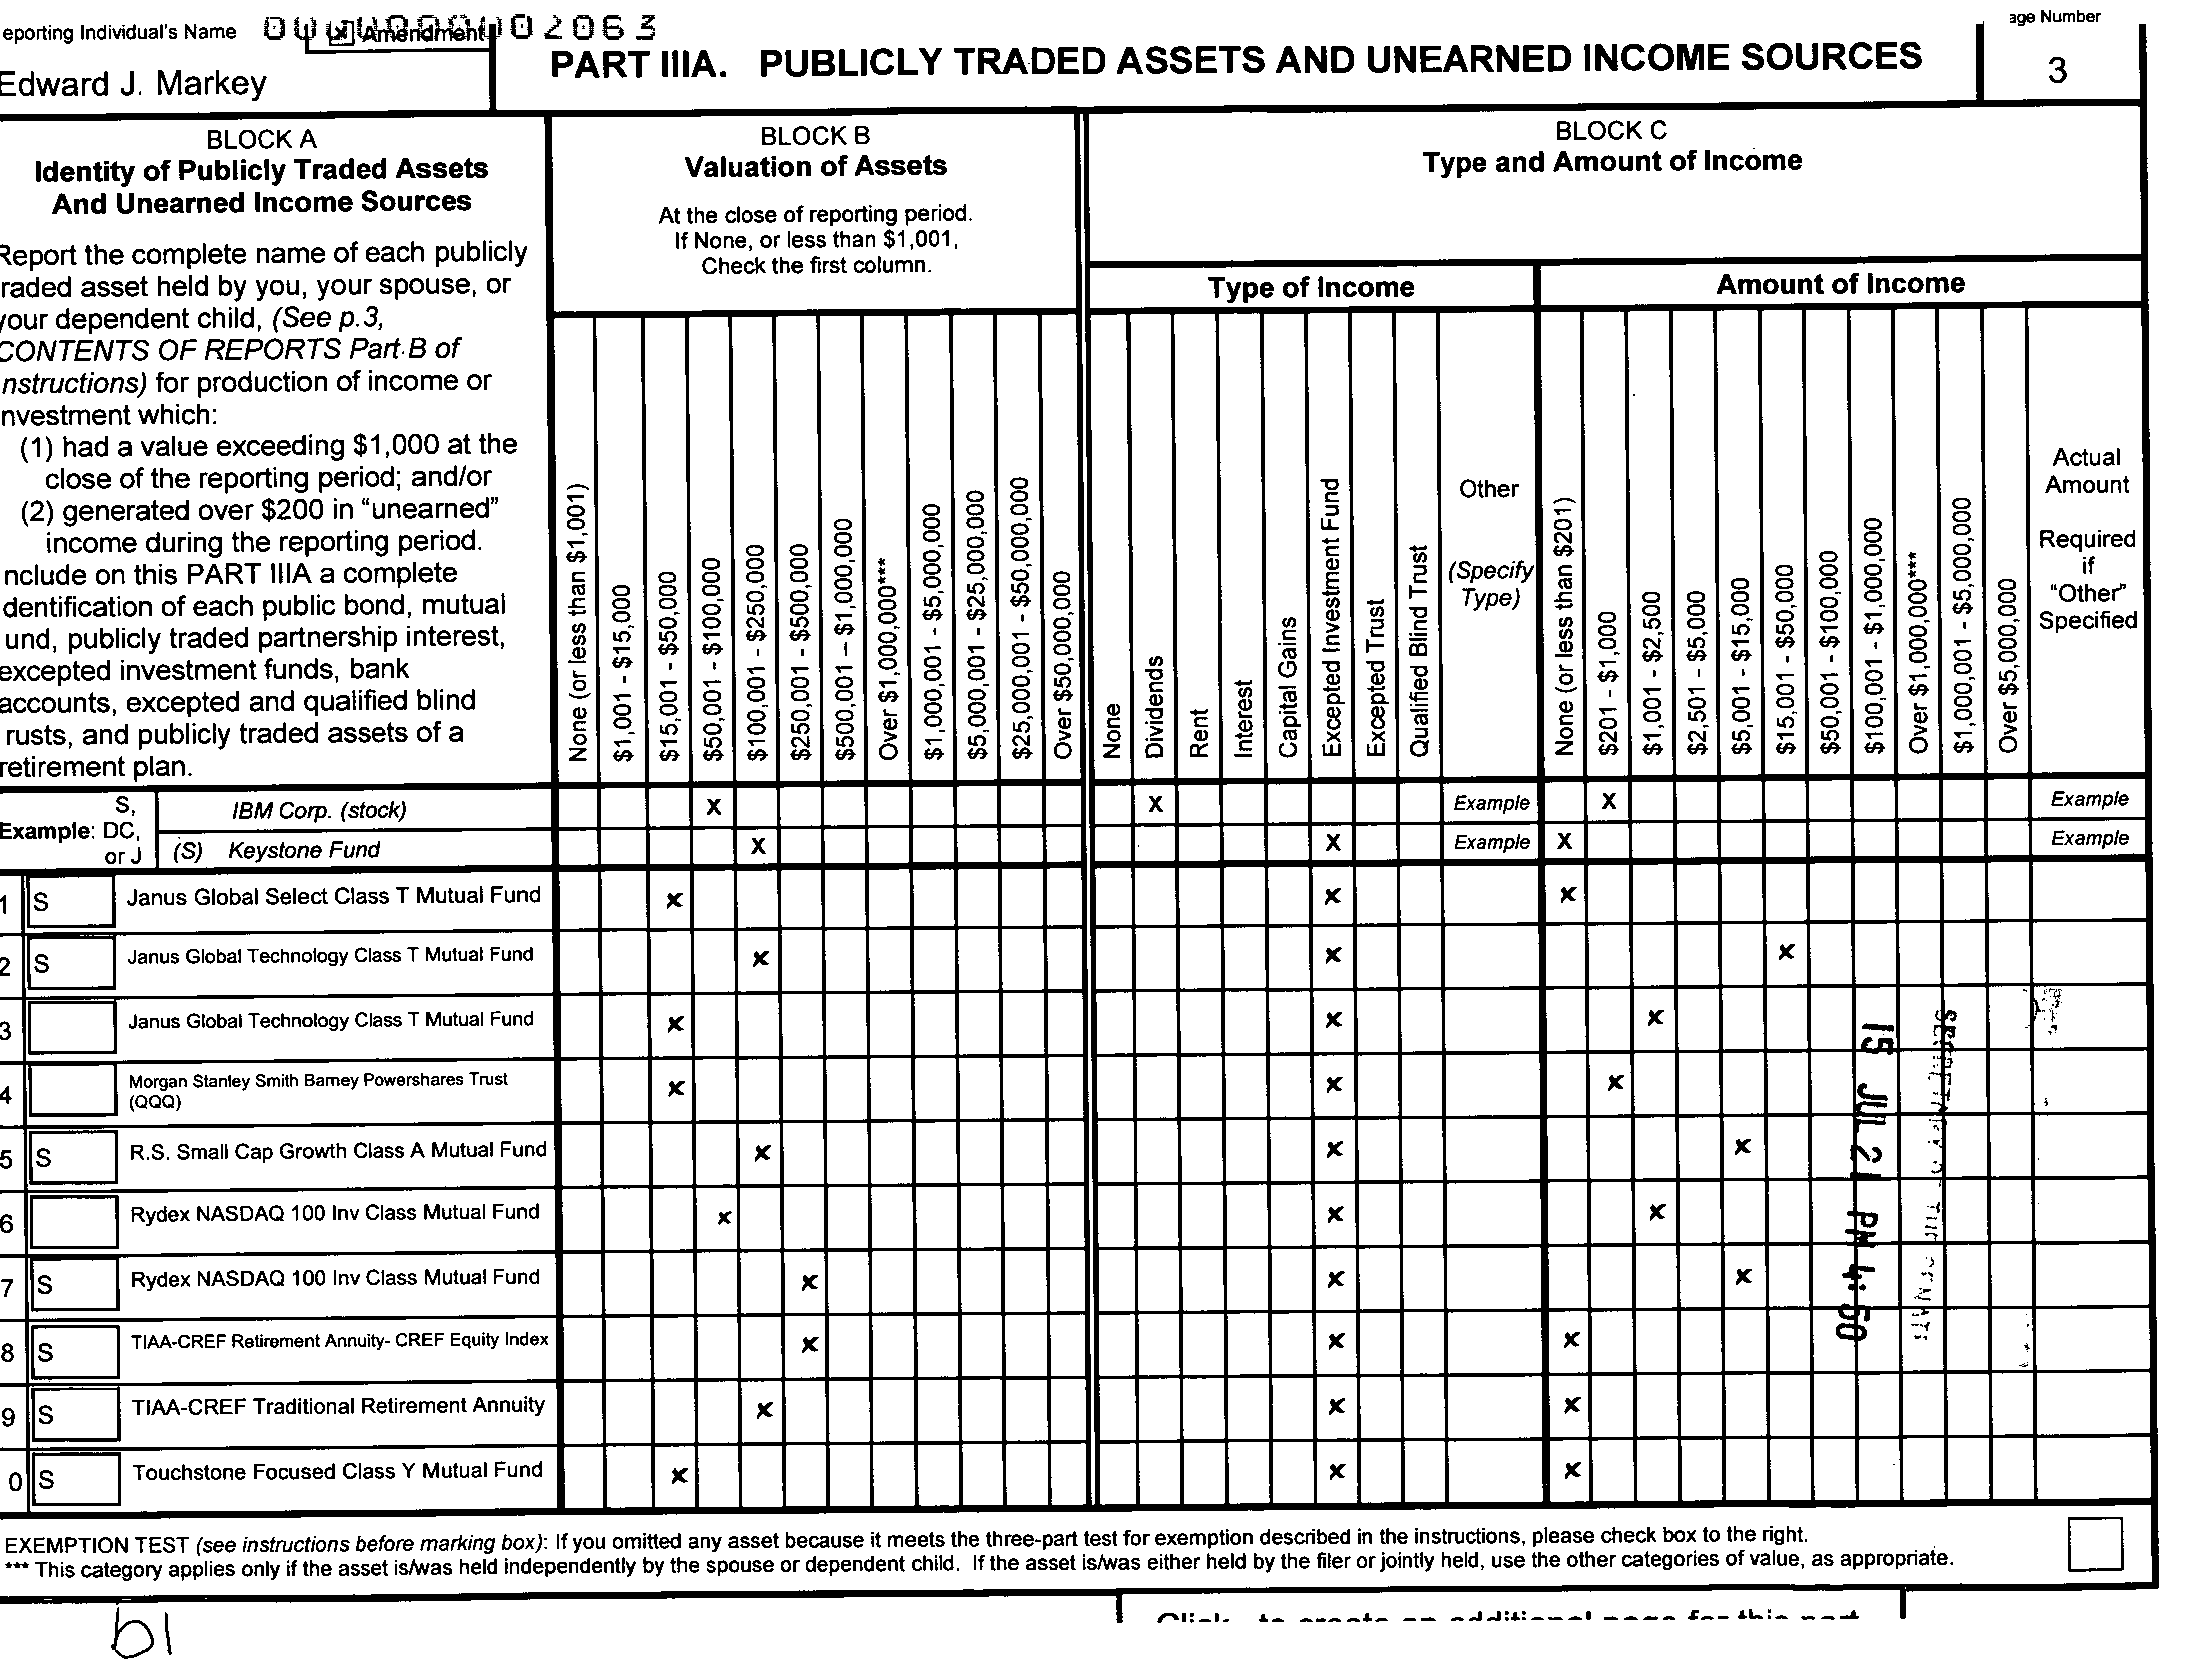 eporting Individual's Name
Amendment
02063
Edward J. Markey
PART IIIA. PUBLICLY TRADED ASSETS AND UNEARNED INCOME SOURCES
age Number
3
BLOCK A
Identity of Publicly Traded Assets
And Unearned Income Sources
Report the complete name of each publicly
raded asset held by you, your spouse, or
your dependent child, (See p.3,
CONTENTS OF REPORTS Part B of
nstructions) for production of income or
nvestment which:
(1) had a value exceeding $1,000 at the
close of the reporting period; and/or
(2) generated over $200 in "unearned"
income during the reporting period.
nclude on this PART IIIA a complete
dentification of each public bond, mutual
und, publicly traded partnership interest,
excepted investment funds, bank
accounts, excepted and qualified blind
rusts, and publicly traded assets of a
retirement plan.
BLOCK B
Valuation of Assets
At the close of reporting period.
If None, or less than $1,001,
Check the first column.
None (or less than $1,001)
$1,001 - $15,000
$15,001 - $50,000
$50,001 - $100,000
$100,001 - $250,000
$250,001 - $500,000
$500,001 – $1,000,000
Over $1,000,000***
$1,000,001 - $5,000,000
$5,000,001 - $25,000,000
$25,000,001 - $50,000,000
Over $50,000,000
BLOCK C
Type and Amount of Income
Type of Income
None
Dividends
Rent
Interest
Capital Gains
Excepted Investment Fund
Excepted Trust
Qualified Blind Trust
Other
(Specify
Type)
Amount of Income
None (or less than $201)
$201 - $1,000
$1,001 - $2,500
$2,501 - $5,000
$5,001 - $15,000
$15,001 - $50,000
$50,001 - $100,000
$100,001 - $1,000,000
Over $1,000,000***
$1,000,001 - $5,000,000
Over $5,000,000
Actual
Amount
Required
if
"Other"
Specified
Example: S, DC, or J
IBM Corp. (stock) X X Example X Example
(S) Keystone Fund X X Example X Example
1 S Janus Global Select Class T Mutual Fund x x x
2 S Janus Global Technology Class T Mutual Fund x x x
3 Janus Global Technology Class T Mutual Fund x x x
4 Morgan Stanley Smith Barney Powershares Trust
(QQQ) x x x
5 S R.S. Small Cap Growth Class A Mutual Fund x x x
6 Rydex NASDAQ 100 Inv Class Mutual Fund x x x
7 S Rydex NASDAQ 100 Inv Class Mutual Fund x x x
8 S TIAA-CREF Retirement Annuity- CREF Equity Index x x x
9 S TIAA-CREF Traditional Retirement Annuity x x x
0 S Touchstone Focused Class Y Mutual Fund x x x
15 JUL 21 PM 4:50
EXEMPTION TEST (see instructions before marking box): If you omitted any asset because it meets the three-part test for exemption described in the instructions, please check box to the right.
*** This category applies only if the asset is/was held independently by the spouse or dependent child. If the asset is/was either held by the filer or jointly held, use the other categories of value, as appropriate.